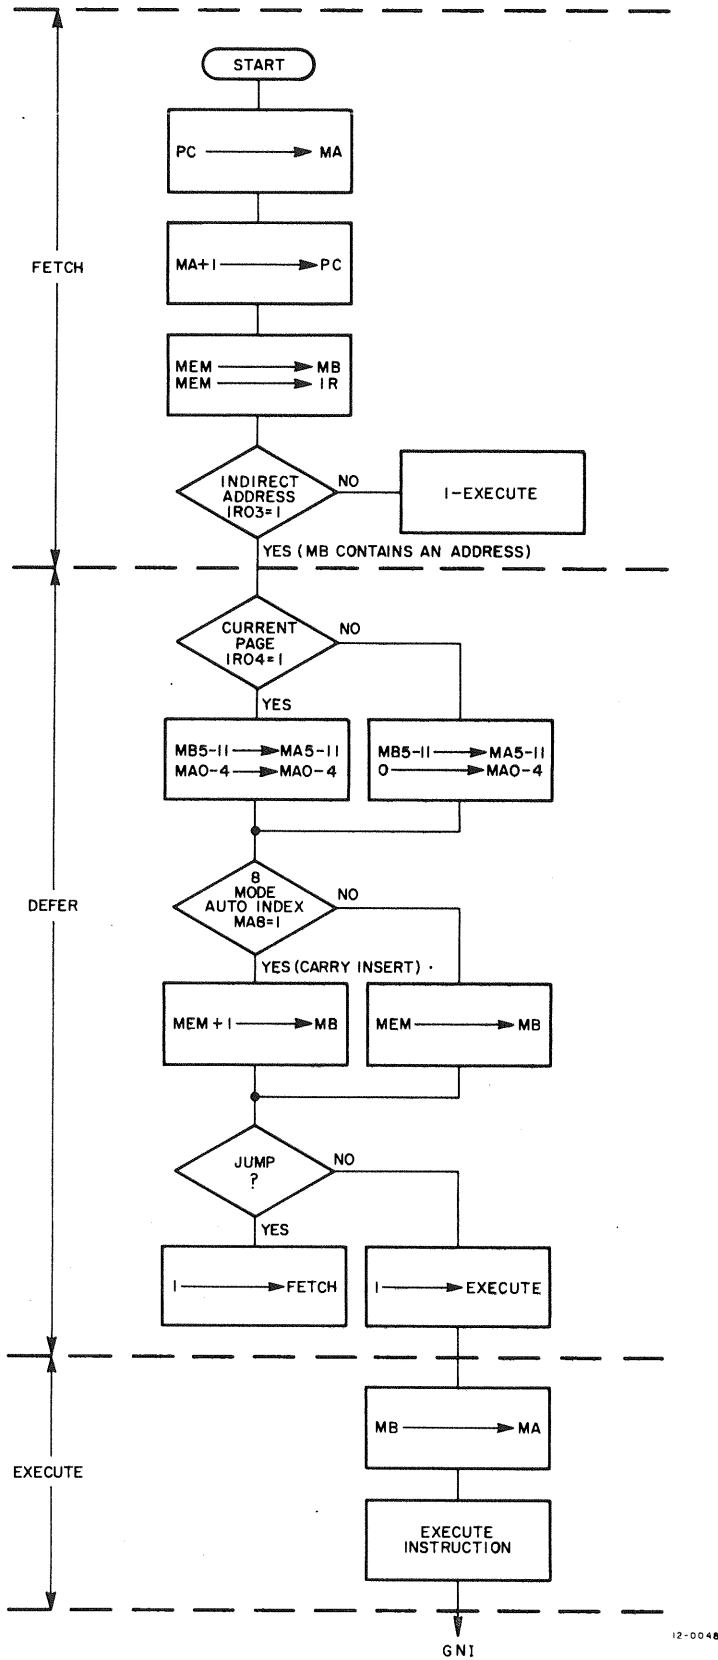 START
PC MA
FETCH
MA+1 PC
MEM MB
MEM IR
INDIRECT
ADDRESS
IR03=1
NO
1-EXECUTE
YES (MB CONTAINS AN ADDRESS)
CURRENT
PAGE
IR04=1
NO
YES
MB5-11 MA5-11
MA0-4 MA0-4
MB5-11 MA5-11
0 MA0-4
DEFER
8
MODE
AUTO INDEX
MA8=1
NO
YES (CARRY INSERT)
MEM+1 MB
MEM MB
JUMP
?
NO
YES
1 FETCH
1 EXECUTE
EXECUTE
MB MA
EXECUTE
INSTRUCTION
GNI
12-0048